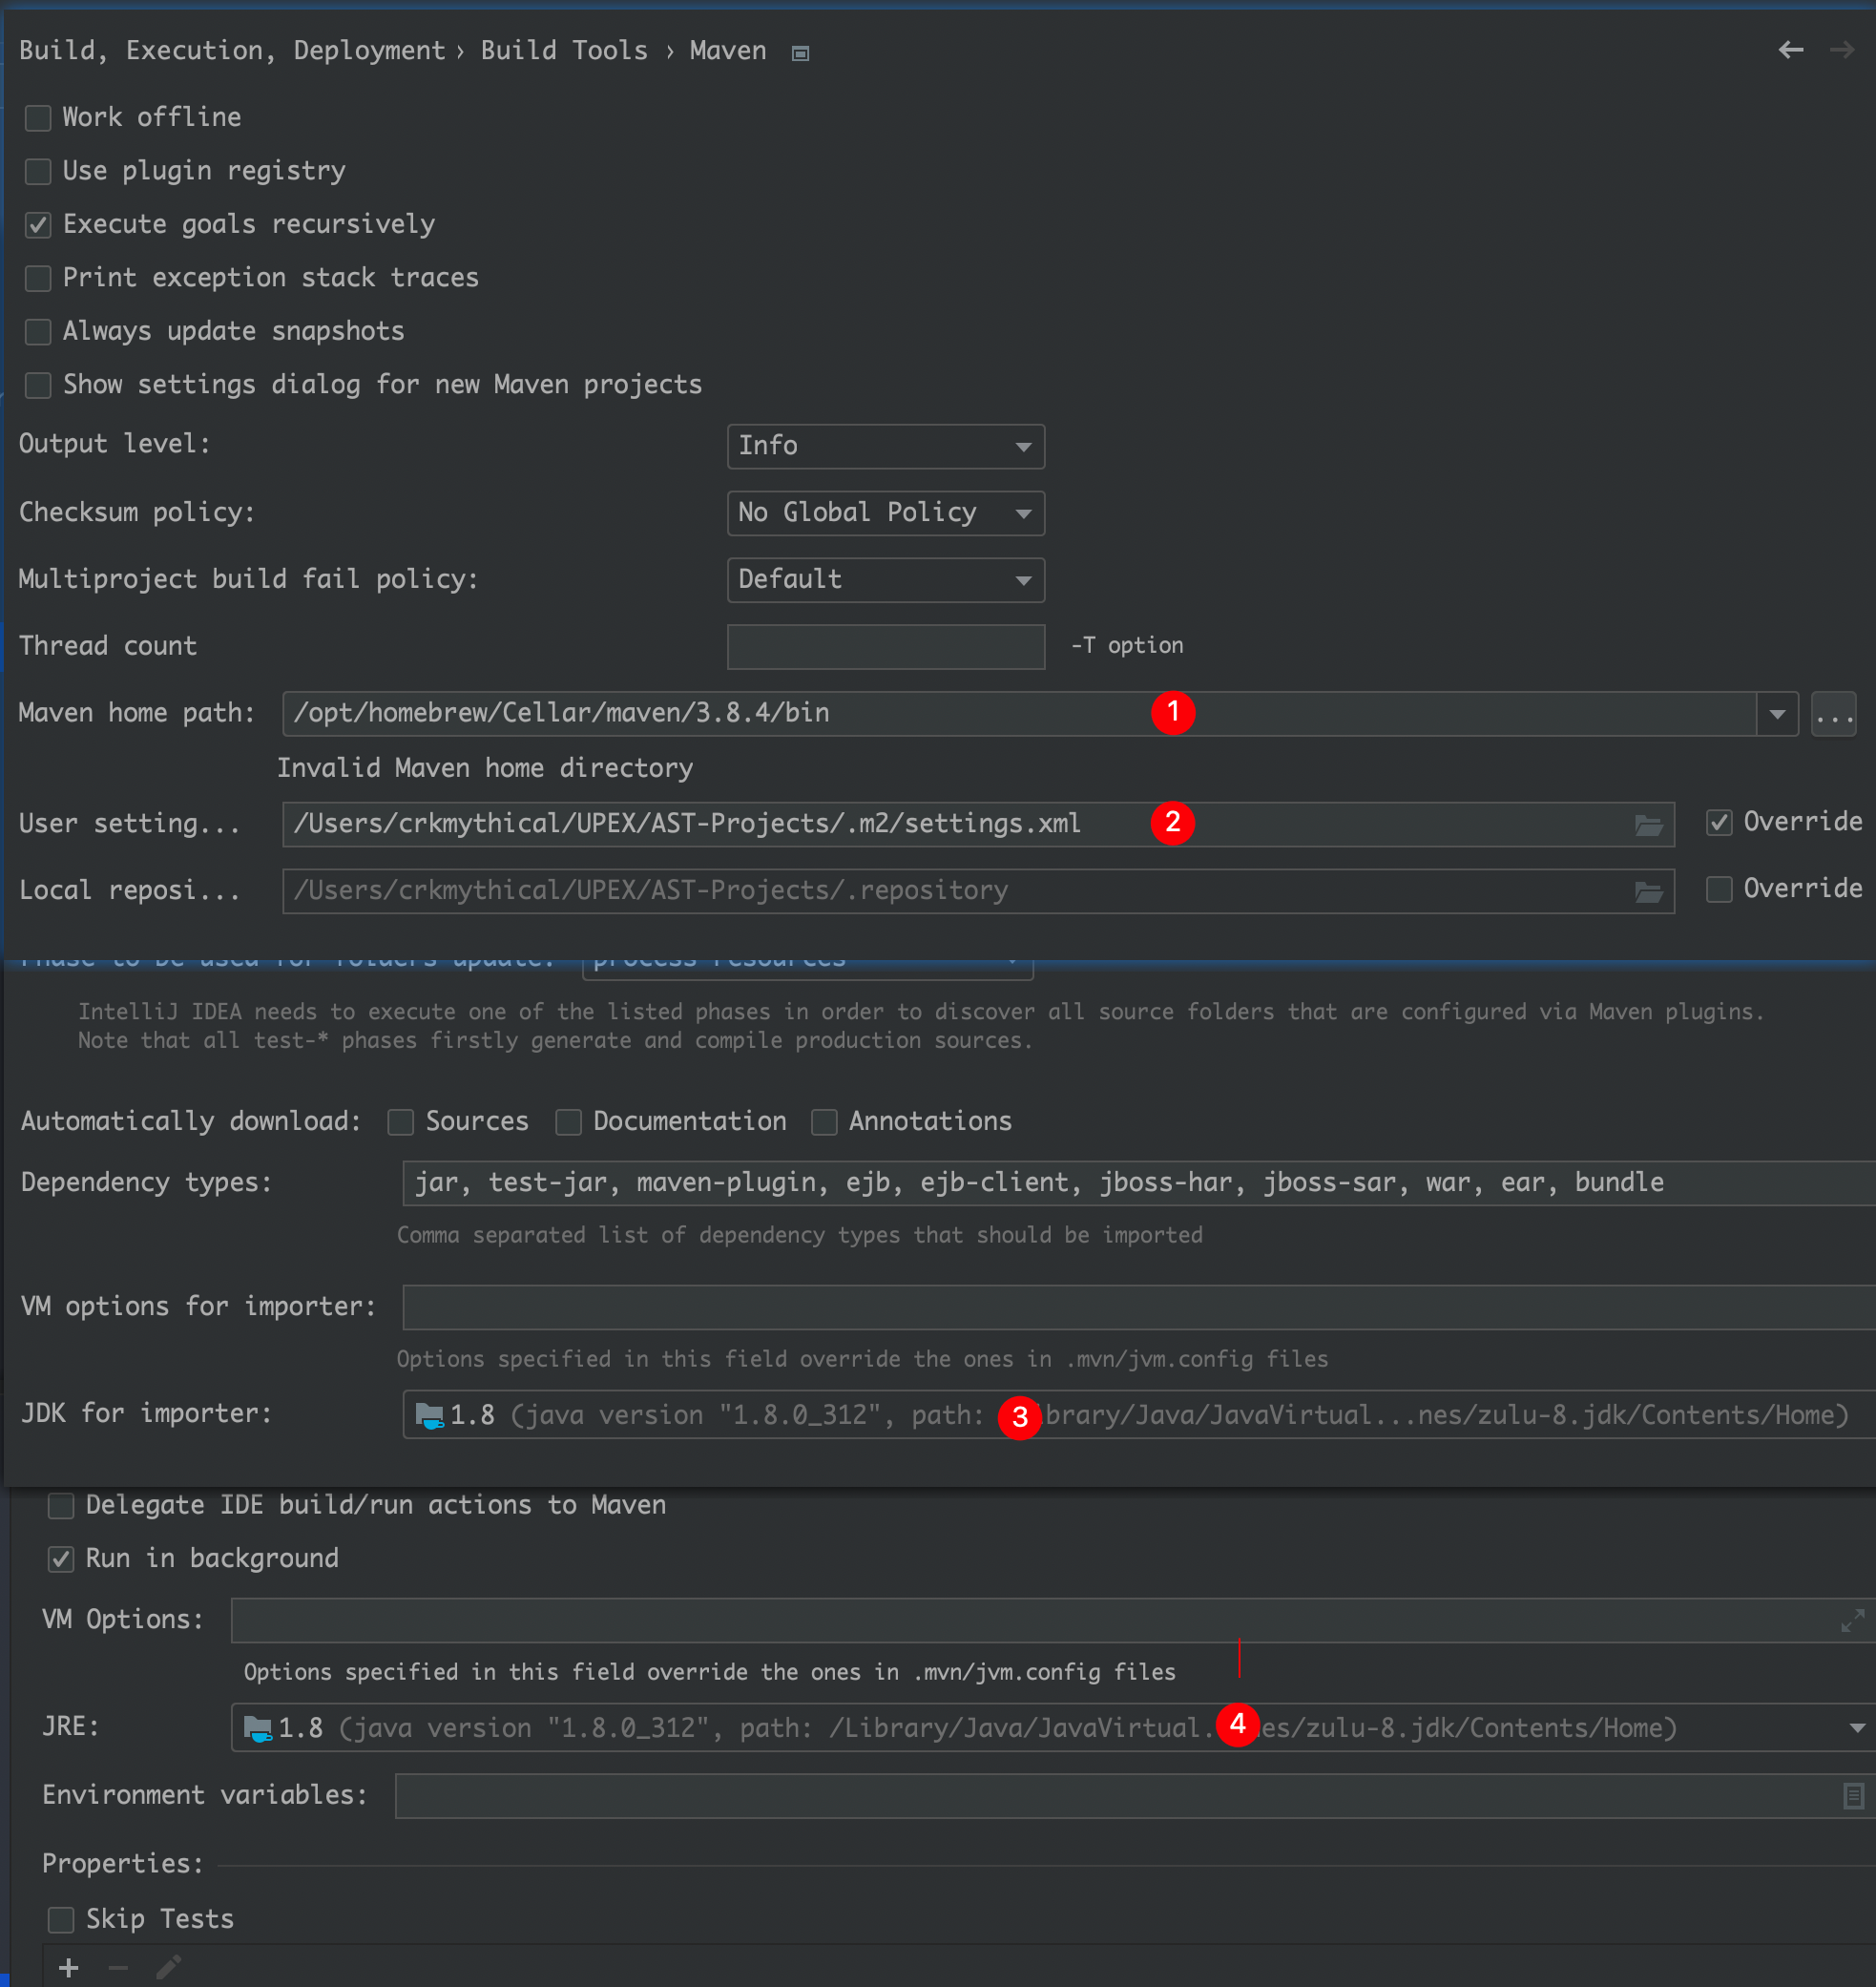 Build, Execution, Deployment › Build Tools › Maven
Work offline
Use plugin registry
Execute goals recursively
Print exception stack traces
Always update snapshots
Show settings dialog for new Maven projects
Output level: Info
Checksum policy: No Global Policy
Multiproject build fail policy: Default
Thread count -T option
Maven home path: /opt/homebrew/Cellar/maven/3.8.4/bin 1 ...
Invalid Maven home directory
User setting... /Users/crkmythical/UPEX/AST-Projects/.m2/settings.xml 2 Override
Local reposi... /Users/crkmythical/UPEX/AST-Projects/.repository Override
Phase to be used for folders update: process-resources
IntelliJ IDEA needs to execute one of the listed phases in order to discover all source folders that are configured via Maven plugins.
Note that all test-* phases firstly generate and compile production sources.
Automatically download: Sources Documentation Annotations
Dependency types: jar, test-jar, maven-plugin, ejb, ejb-client, jboss-har, jboss-sar, war, ear, bundle
Comma separated list of dependency types that should be imported
VM options for importer:
Options specified in this field override the ones in .mvn/jvm.config files
JDK for importer: 1.8 (java version "1.8.0_312", path: 3 brary/Java/JavaVirtual...nes/zulu-8.jdk/Contents/Home)
Delegate IDE build/run actions to Maven
Run in background
VM Options:
Options specified in this field override the ones in .mvn/jvm.config files
JRE: 1.8 (java version "1.8.0_312", path: /Library/Java/JavaVirtual. 4 es/zulu-8.jdk/Contents/Home)
Environment variables:
Properties:
Skip Tests